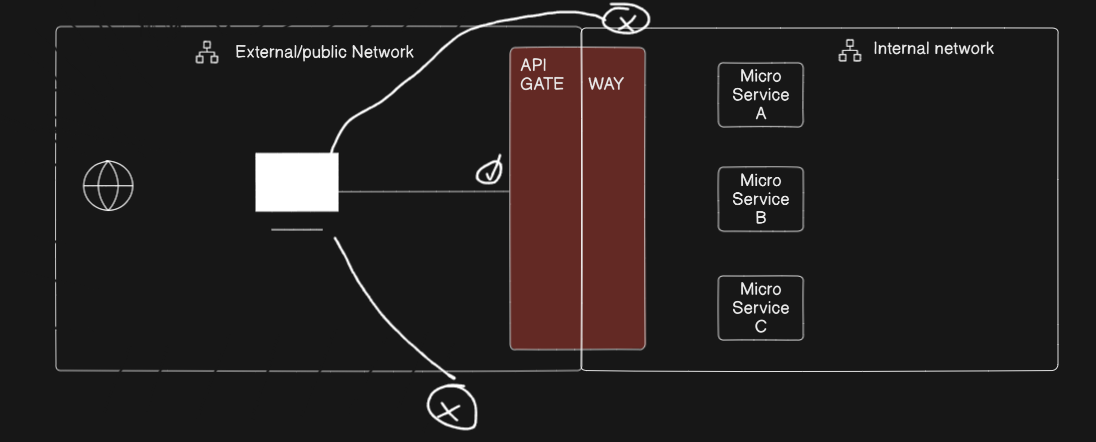 External/public Network
Internal network
API
GATE WAY
Micro
Service
A
Micro
Service
B
Micro
Service
C
X
X